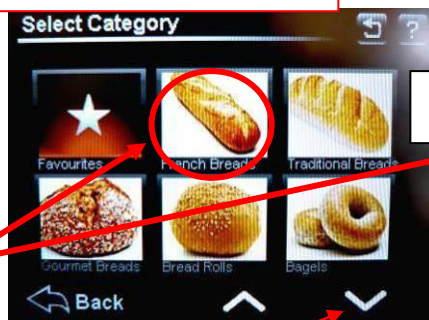 Select Category
?
Favourites French Breads Traditional Breads
Gourmet Breads Bread Rolls Bagels
Back